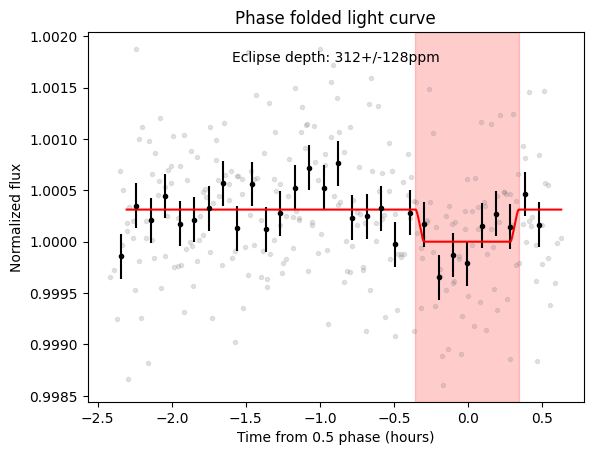 Phase folded light curve
Eclipse depth: 312+/-128ppm
Normalized flux
1.0020
1.0015
1.0010
1.0005
1.0000
0.9995
0.9990
0.9985
−2.5 −2.0 −1.5 −1.0 −0.5 0.0 0.5
Time from 0.5 phase (hours)